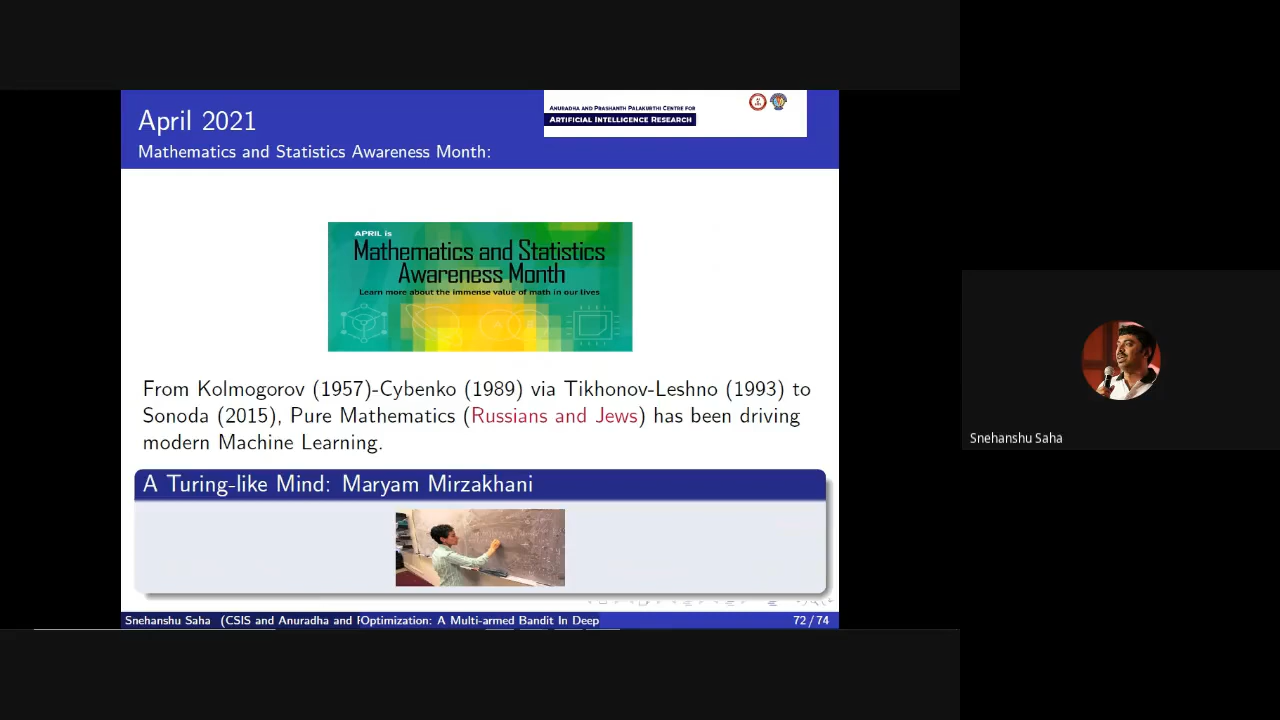 April 2021
Mathematics and Statistics Awareness Month:
ANURADHA AND PRASHANTH PALAKURTHI CENTRE FOR
ARTIFICIAL INTELLIGENCE RESEARCH
APRIL is
Mathematics and Statistics
Awareness Month
Learn more about the immense value of math in our lives
From Kolmogorov (1957)-Cybenko (1989) via Tikhonov-Leshno (1993) to
Sonoda (2015), Pure Mathematics (Russians and Jews) has been driving
modern Machine Learning.
A Turing-like Mind: Maryam Mirzakhani
Snehanshu Saha (CSIS and Anuradha and Optimization: A Multi-armed Bandit In Deep 72 / 74
Snehanshu Saha